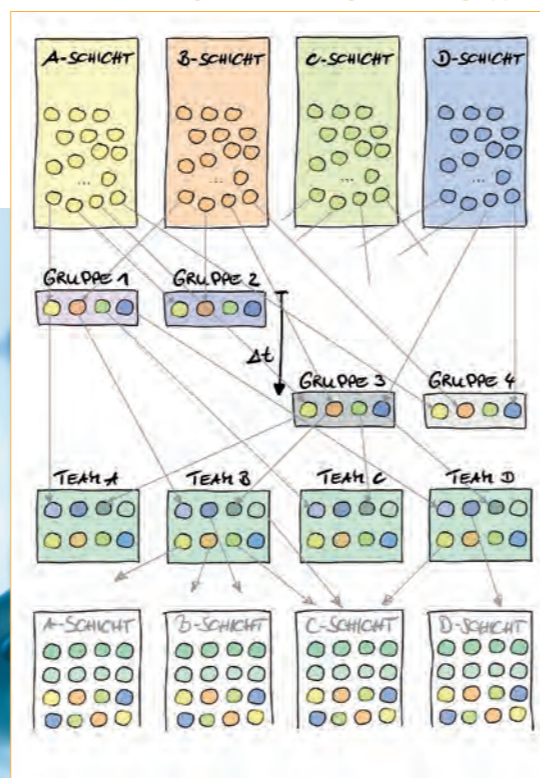 A-SCHICHT B-SCHICHT C-SCHICHT D-SCHICHT
... ... ... ...
GRUPPE 1 GRUPPE 2
Δt
GRUPPE 3 GRUPPE 4
TEAM A TEAM B TEAM C TEAM D
A-SCHICHT B-SCHICHT C-SCHICHT D-SCHICHT